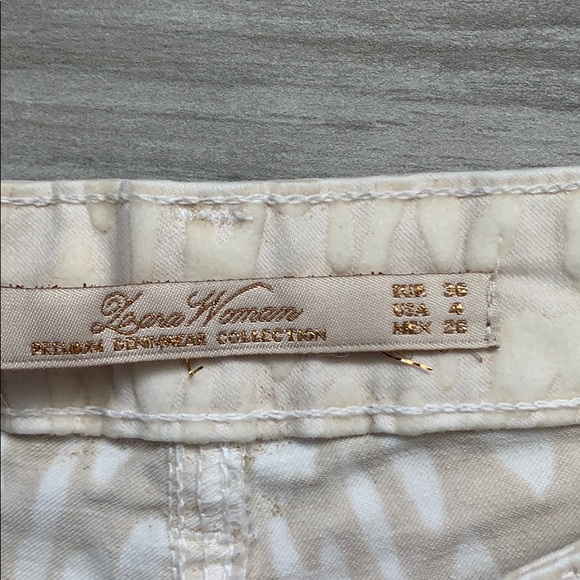 Zara Woman
PREMIUM DENIMWEAR COLLECTION
EUR 36
USA 4
MEX 26